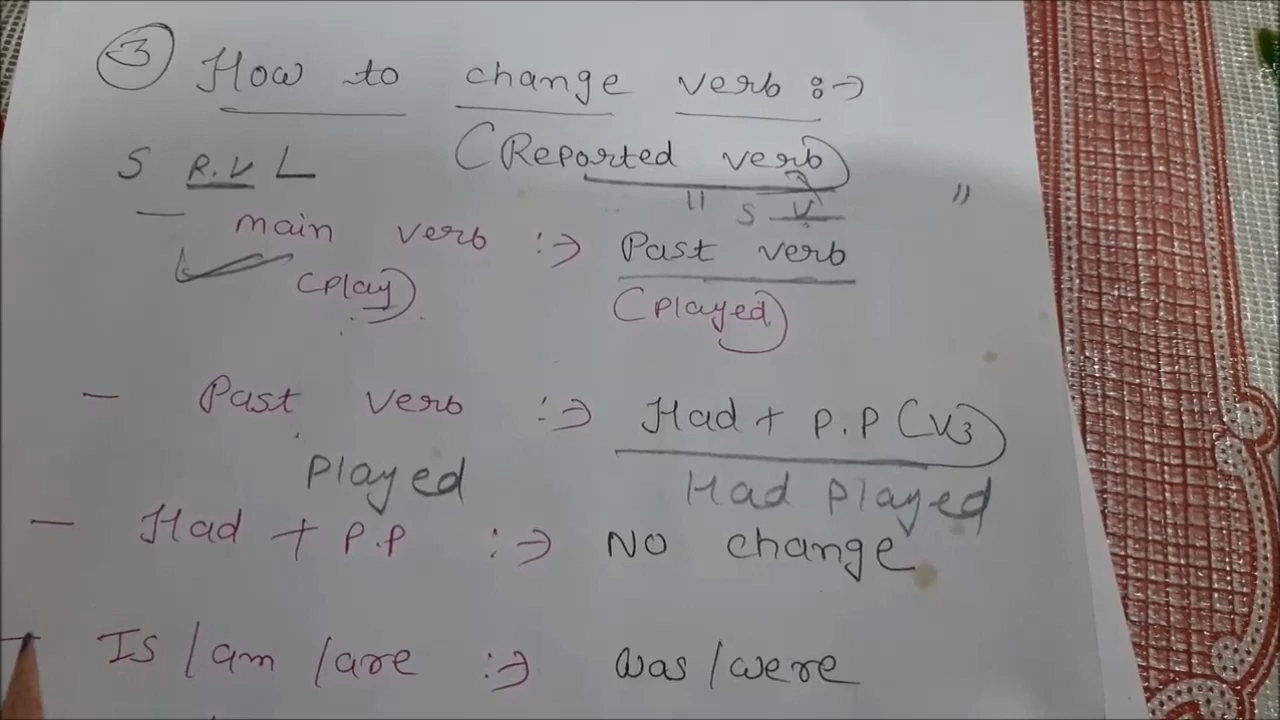 3 How to change verb :→
S R.V L (Reported verb)
" S V "
— main verb :→ Past verb
(Play) (Played)
— Past verb :→ Had + P.P (V3)
Played Had played
— Had + P.P :→ No change
— Is / am / are :→ was / were